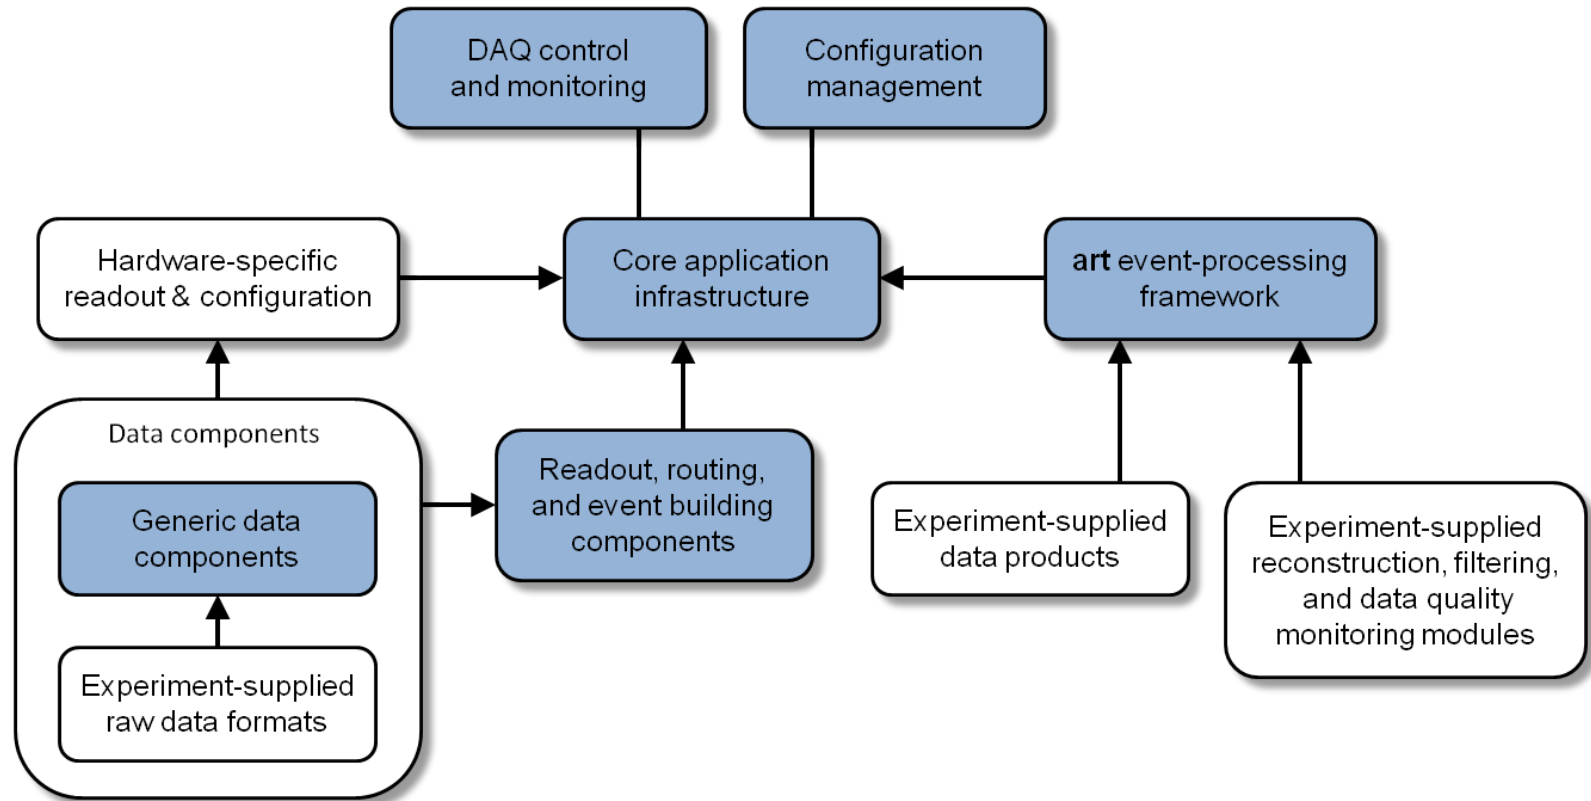 DAQ control
and monitoring
Configuration
management
Hardware-specific
readout & configuration
Core application
infrastructure
art event-processing
framework
Data components
Generic data
components
Experiment-supplied
raw data formats
Readout, routing,
and event building
components
Experiment-supplied
data products
Experiment-supplied
reconstruction, filtering,
and data quality
monitoring modules